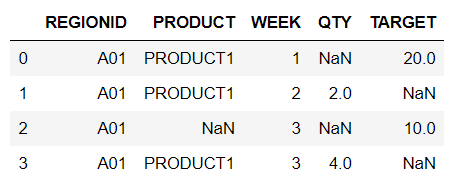 REGIONID PRODUCT WEEK QTY TARGET
0 A01 PRODUCT1 1 NaN 20.0
1 A01 PRODUCT1 2 2.0 NaN
2 A01 NaN 3 NaN 10.0
3 A01 PRODUCT1 3 4.0 NaN